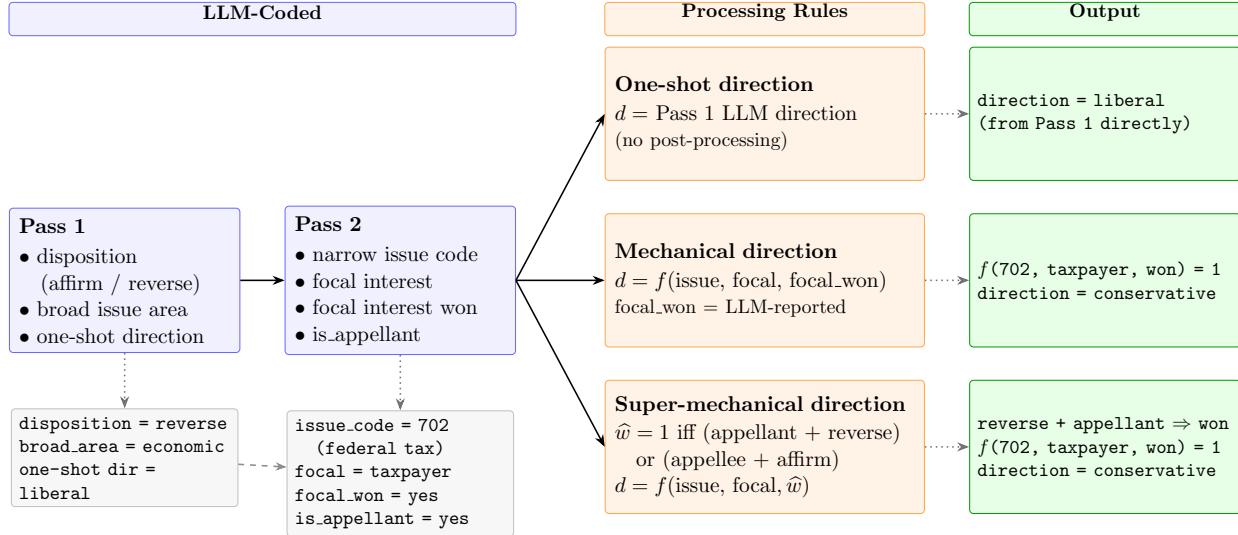 LLM-Coded
Processing Rules
Output
Pass 1
• disposition
(affirm / reverse)
• broad issue area
• one-shot direction
Pass 2
• narrow issue code
• focal interest
• focal interest won
• is_appellant
disposition = reverse
broad_area = economic
one-shot dir =
liberal
issue_code = 702
(federal tax)
focal = taxpayer
focal_won = yes
is_appellant = yes
One-shot direction
d = Pass 1 LLM direction
(no post-processing)
direction = liberal
(from Pass 1 directly)
Mechanical direction
d = f(issue, focal, focal_won)
focal_won = LLM-reported
f(702, taxpayer, won) = 1
direction = conservative
Super-mechanical direction
ŵ = 1 iff (appellant + reverse)
or (appellee + affirm)
d = f(issue, focal, ŵ)
reverse + appellant ⇒ won
f(702, taxpayer, won) = 1
direction = conservative